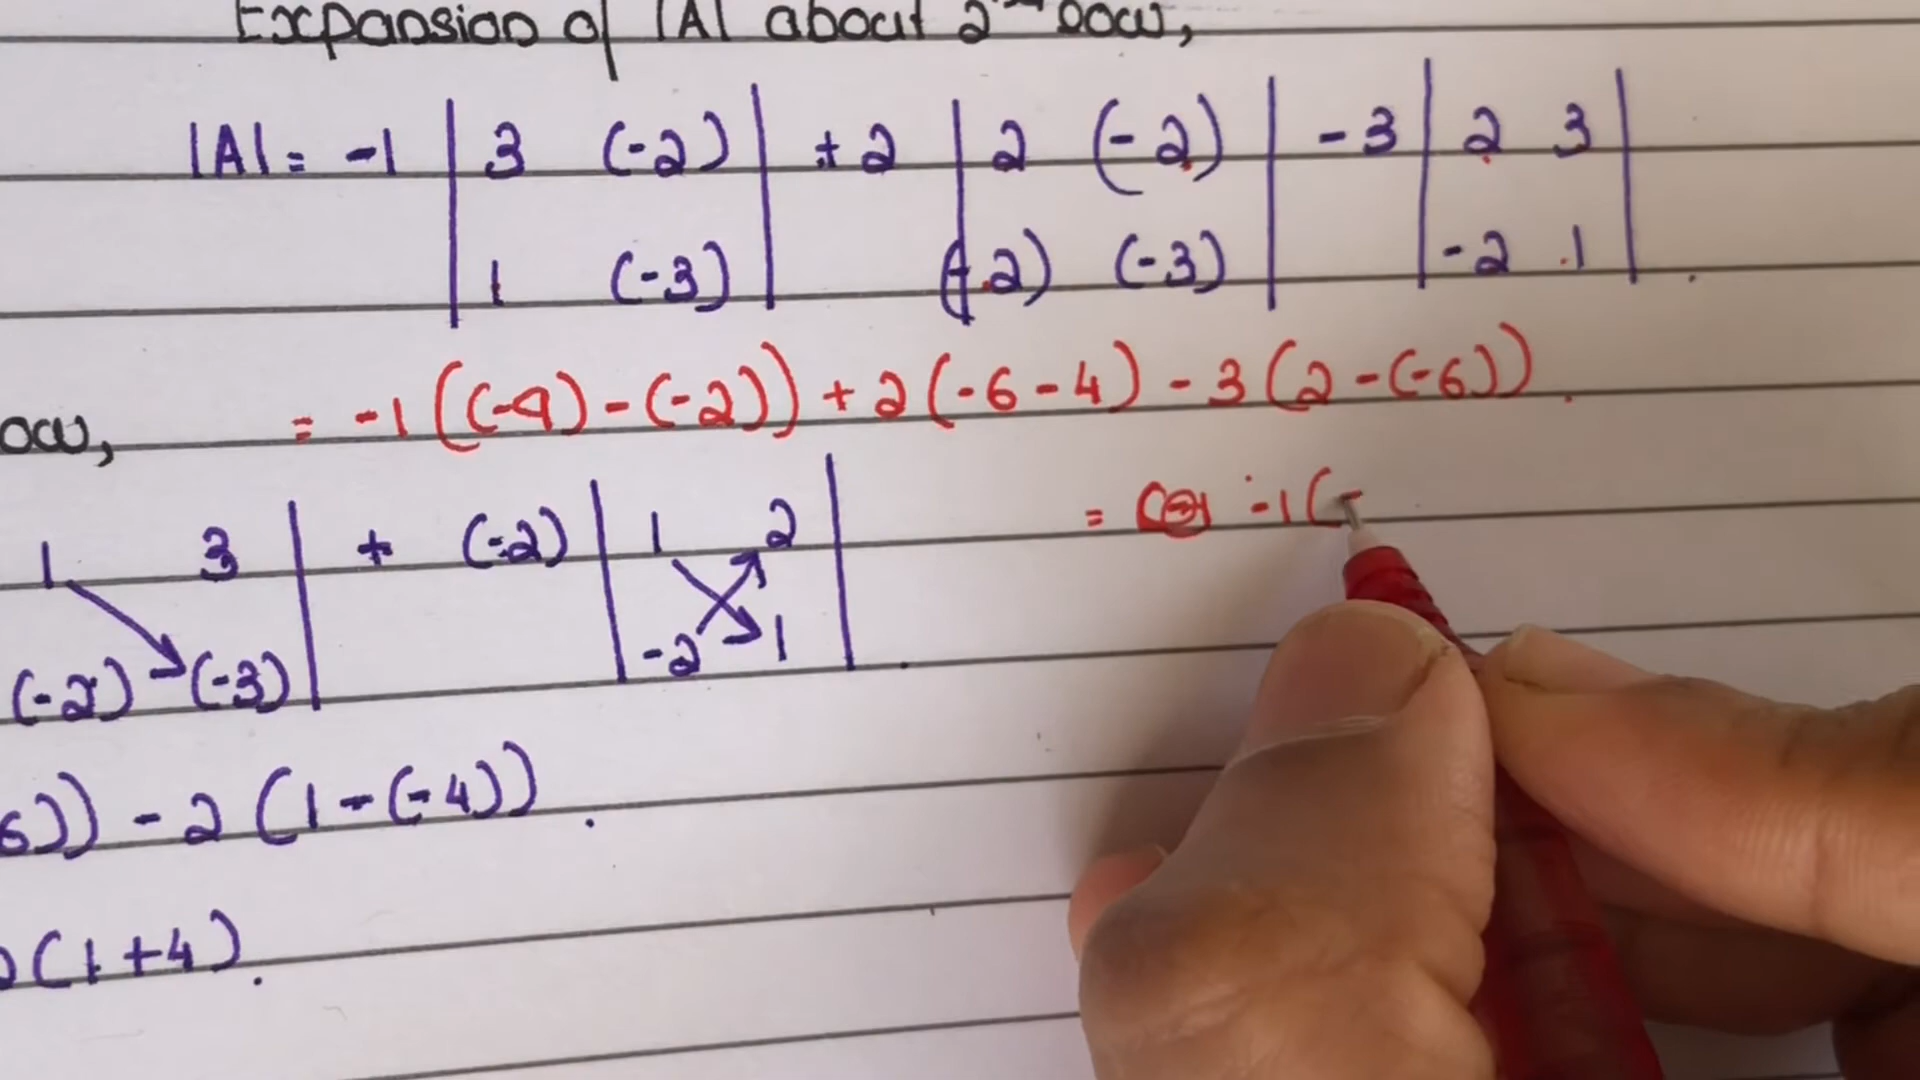 Expansion of |A| about 2nd row,
|A| = -1 | 3 (-2) | + 2 | 2 (-2) | - 3 | 2 3 |
| 1 (-3) | | (-2) (-3) | | -2 1 | .
= -1 ((-9) - (-2)) + 2 (-6 - 4) - 3 (2 - (-6)) .
ow,
= -1 (-
1 3 | + (-2) | 1 2 |
(-2) (-3) | | -2 1 | .
6)) - 2 (1 - (-4)) .
(1 + 4) .